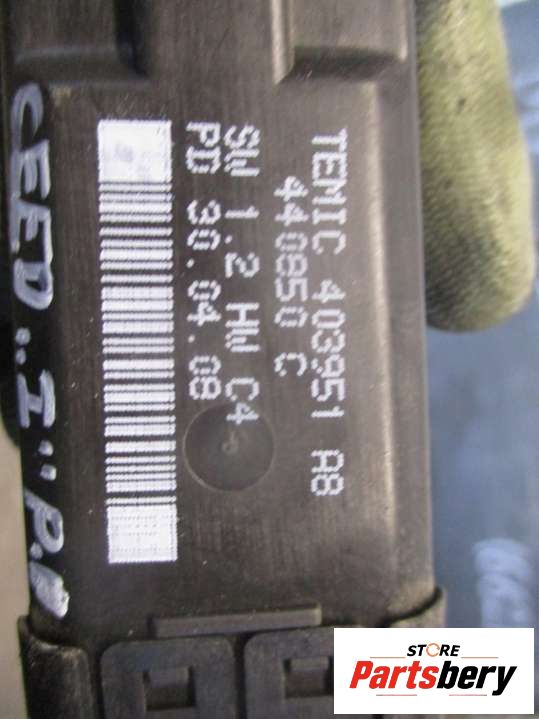 TEMIC 403951 A8
440850 C
SW 1.2 HW C4
PD 30.04.08
CEED „I"
STORE
Partsbery